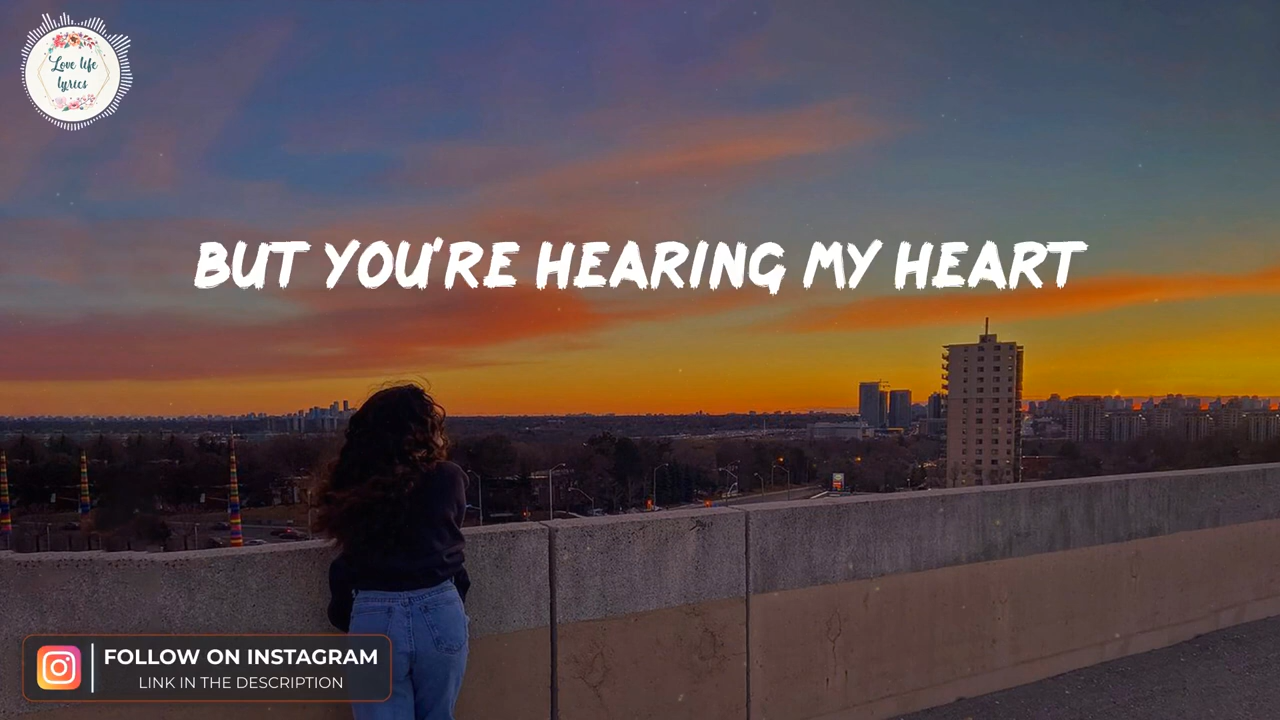 Love life
lyrics
BUT YOU'RE HEARING MY HEART
FOLLOW ON INSTAGRAM
LINK IN THE DESCRIPTION